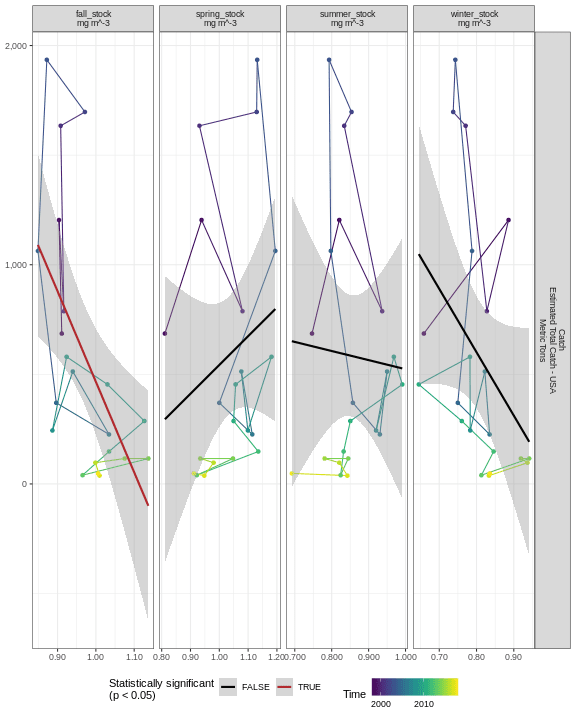 fall_stock
mg m^-3
spring_stock
mg m^-3
summer_stock
mg m^-3
winter_stock
mg m^-3
2,000
1,000
0
Catch
Estimated Total Catch - USA
Metric Tons
0.90 1.00 1.10
0.80 0.90 1.00 1.10 1.20
0.700 0.800 0.900 1.000
0.70 0.80 0.90
Statistically significant
(p < 0.05)
FALSE TRUE
Time
2000 2010